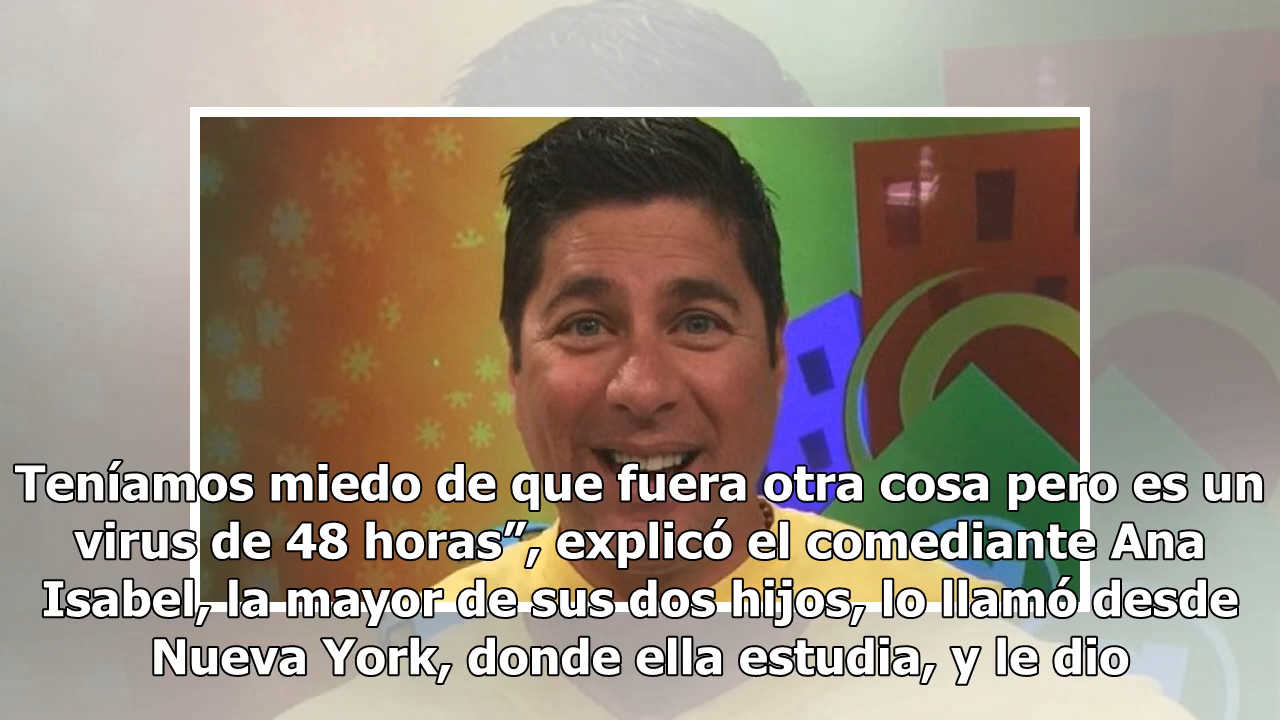 Teníamos miedo de que fuera otra cosa pero es un
virus de 48 horas”, explicó el comediante Ana
Isabel, la mayor de sus dos hijos, lo llamó desde
Nueva York, donde ella estudia, y le dio